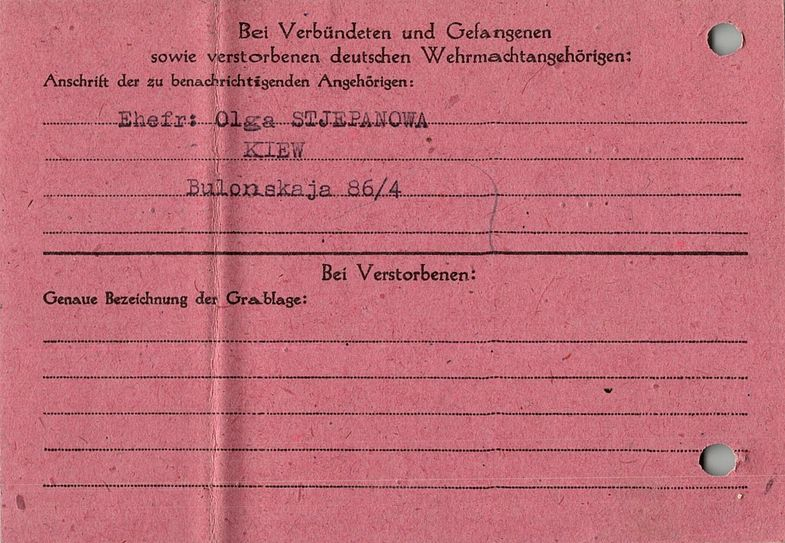 Bei Verbündeten und Gefangenen
sowie verstorbenen deutschen Wehrmachtangehörigen:
Anschrift der zu benachrichtigenden Angehörigen:
Ehefr: Olga STJEPANOWA
KIEW
Bulonskaja 86/4
Bei Verstorbenen:
Genaue Bezeichnung der Grablage: